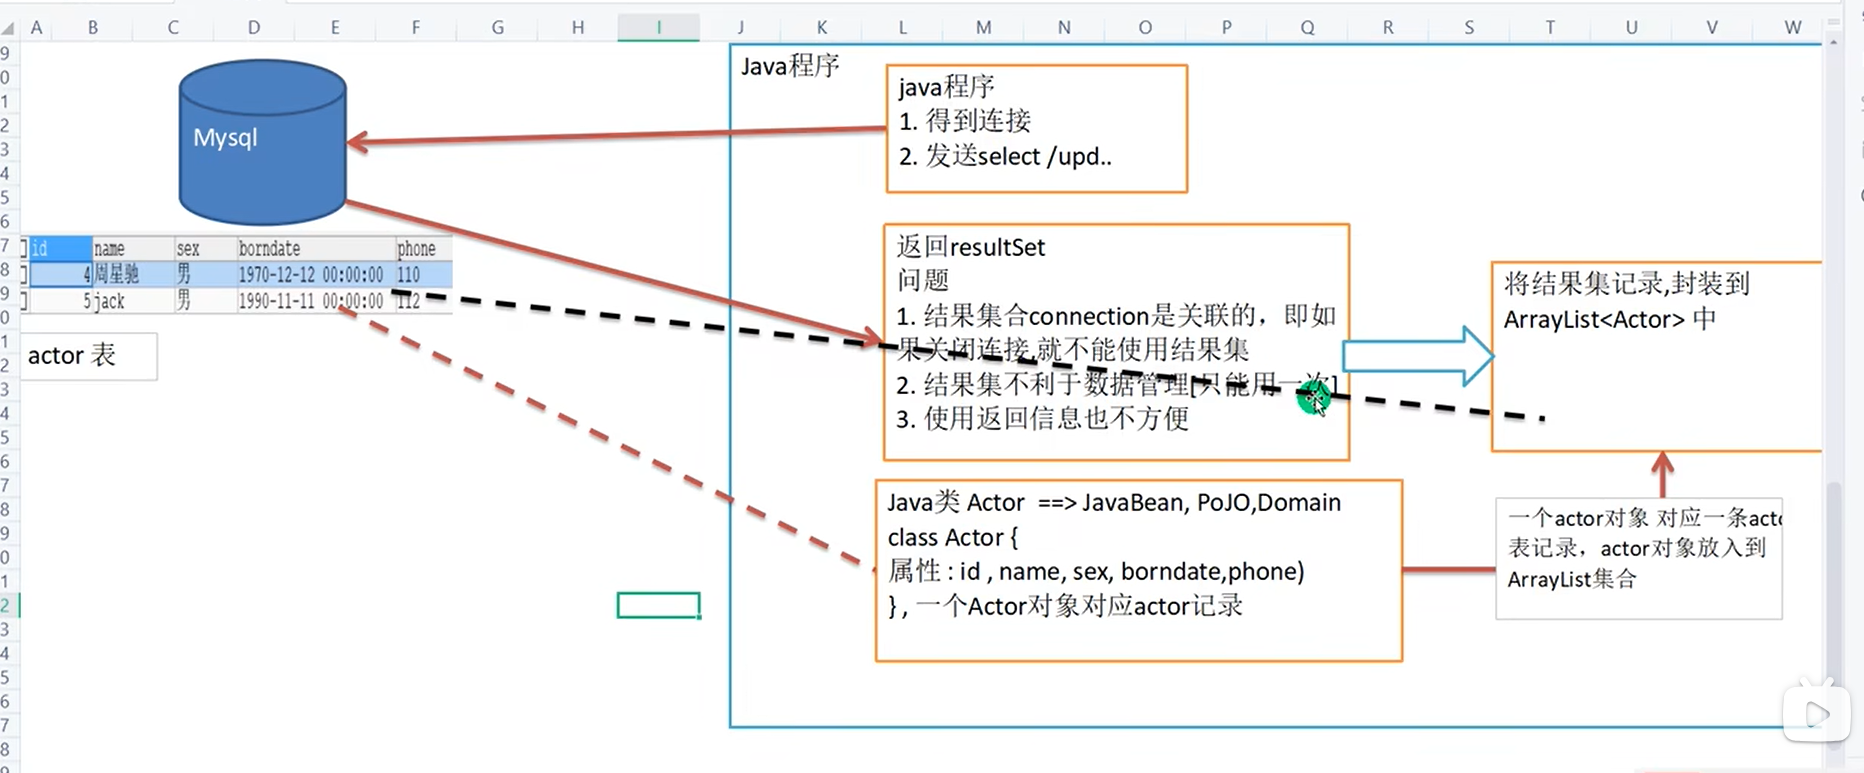 A B C D E F G H I J K L M N O P Q R S T U V W
Java程序
java程序
1. 得到连接
2. 发送select /upd..
Mysql
id name sex borndate phone
4 周星驰 男 1970-12-12 00:00:00 110
5 jack 男 1990-11-11 00:00:00 112
actor 表
返回resultSet
问题
1. 结果集合connection是关联的，即如
果关闭连接,就不能使用结果集
2. 结果集不利于数据管理[只能用一次]
3. 使用返回信息也不方便
将结果集记录,封装到
ArrayList<Actor> 中
Java类 Actor ==> JavaBean, PoJO,Domain
class Actor {
属性 : id , name, sex, borndate,phone)
} , 一个Actor对象对应actor记录
一个actor对象 对应一条acto
表记录，actor对象放入到
ArrayList集合